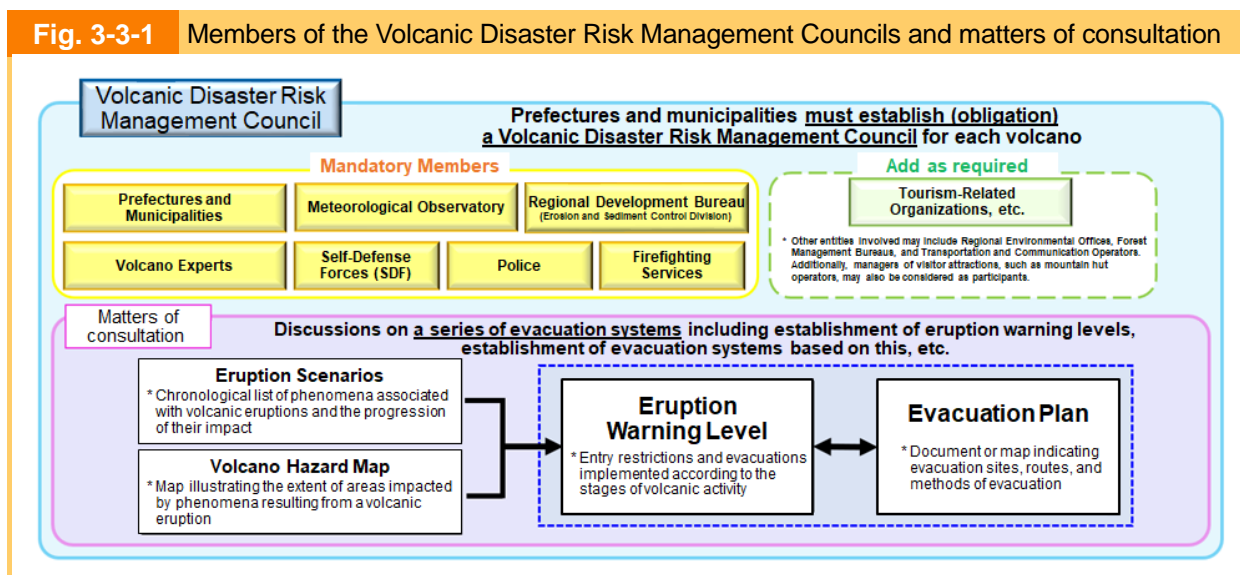 Fig. 3-3-1 Members of the Volcanic Disaster Risk Management Councils and matters of consultation
Volcanic Disaster Risk
Management Council
Prefectures and municipalities must establish (obligation)
a Volcanic Disaster Risk Management Council for each volcano
Mandatory Members
Prefectures and
Municipalities
Meteorological Observatory
Regional Development Bureau
(Erosion and Sediment Control Division)
Volcano Experts
Self-Defense
Forces (SDF)
Police
Firefighting
Services
Add as required
Tourism-Related
Organizations, etc.
* Other entities involved may include Regional Environmental Offices, Forest
Management Bureaus, and Transportation and Communication Operators.
Additionally, managers of visitor attractions, such as mountain hut
operators, may also be considered as participants.
Matters of
consultation
Discussions on a series of evacuation systems including establishment of eruption warning levels,
establishment of evacuation systems based on this, etc.
Eruption Scenarios
* Chronological list of phenomena associated
with volcanic eruptions and the progression
of their impact
Volcano Hazard Map
* Map illustrating the extent of areas impacted
by phenomena resulting from a volcanic
eruption
Eruption
Warning Level
* Entry restrictions and evacuations
implemented according to the
stages of volcanic activity
Evacuation Plan
* Document or map indicating
evacuation sites, routes, and
methods of evacuation